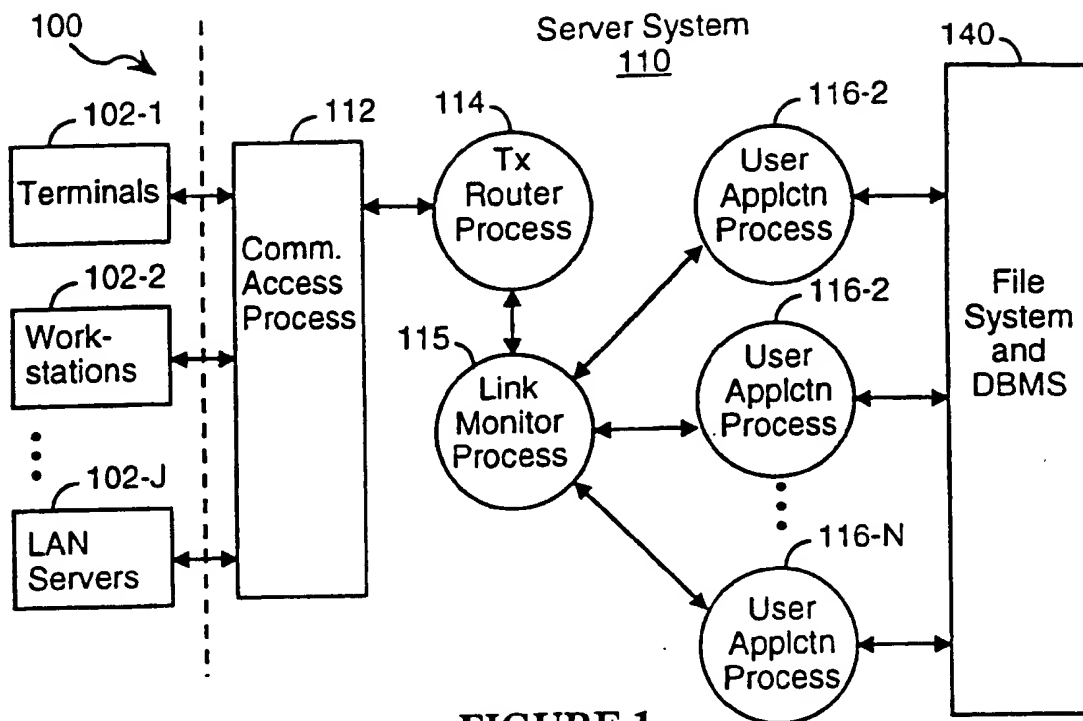 100
Server System
110
140
102-1
Terminals
112
Comm.
Access
Process
114
Tx
Router
Process
116-2
User
Applctn
Process
102-2
Work-
stations
115
Link
Monitor
Process
116-2
User
Applctn
Process
File
System
and
DBMS
102-J
LAN
Servers
116-N
User
Applctn
Process
FIGURE 1